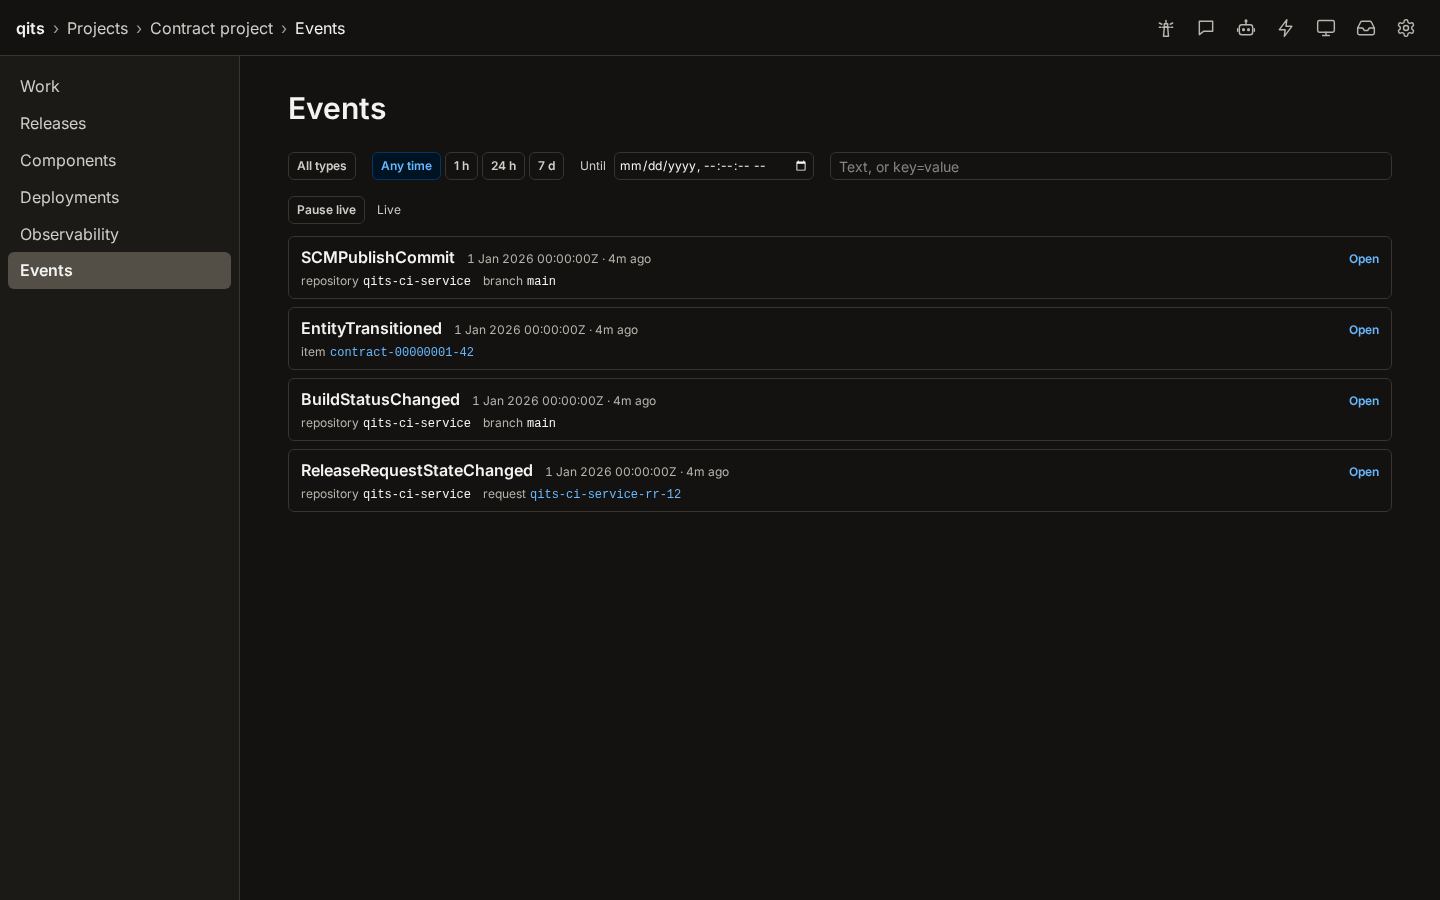 qits › Projects › Contract project › Events
Work
Releases
Components
Deployments
Observability
Events
Events
All types Any time 1 h 24 h 7 d Until mm/dd/yyyy, --:--:-- -- Text, or key=value
Pause live Live
SCMPublishCommit 1 Jan 2026 00:00:00Z · 4m ago Open
repository qits-ci-service branch main
EntityTransitioned 1 Jan 2026 00:00:00Z · 4m ago Open
item contract-00000001-42
BuildStatusChanged 1 Jan 2026 00:00:00Z · 4m ago Open
repository qits-ci-service branch main
ReleaseRequestStateChanged 1 Jan 2026 00:00:00Z · 4m ago Open
repository qits-ci-service request qits-ci-service-rr-12